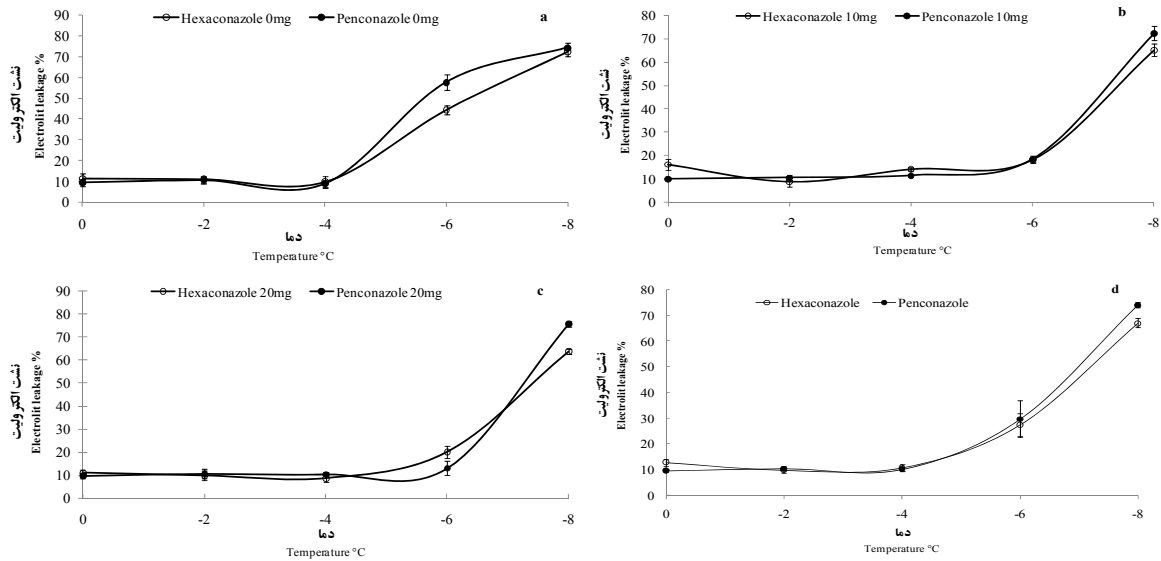 Hexaconazole 0mg Penconazole 0mg a
90
80
70
60
50
40
30
20
10
0
نشت الکترولیت
Electrolit leakage %
0 -2 -4 -6 -8
دما
Temperature °C
Hexaconazole 10mg Penconazole 10mg b
80
70
60
50
40
30
20
10
0
نشت الکترولیت
Electrolit leakage %
0 -2 -4 -6 -8
دما
Temperature °C
Hexaconazole 20mg Penconazole 20mg c
90
80
70
60
50
40
30
20
10
0
نشت الکترولیت
Electrolit leakage %
0 -2 -4 -6 -8
دما
Temperature °C
Hexaconazole Penconazole d
80
70
60
50
40
30
20
10
0
نشت الکترولیت
Electrolit leakage %
0 -2 -4 -6 -8
دما
Temperature °C